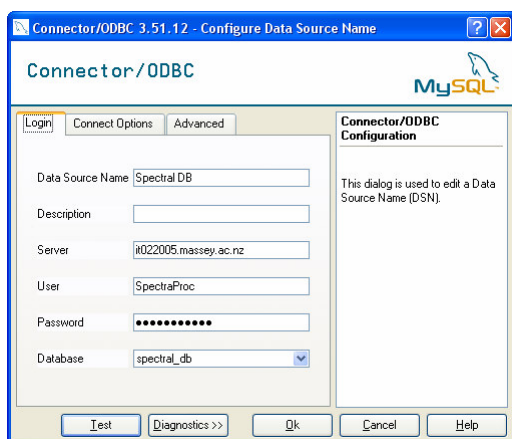 Connector/ODBC 3.51.12 - Configure Data Source Name
Connector/ODBC
MySQL
Login
Connect Options
Advanced
Data Source Name
Spectral DB
Description
Server
it022005.massey.ac.nz
User
SpectraProc
Password
•••••••••••
Database
spectral_db
Connector/ODBC
Configuration
This dialog is used to edit a Data
Source Name (DSN).
Test
Diagnostics >>
Ok
Cancel
Help